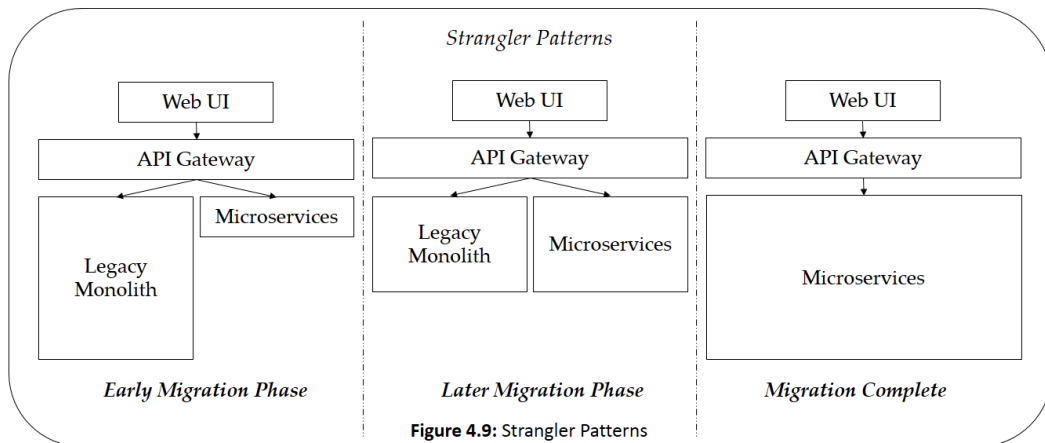 Strangler Patterns
Web UI
API Gateway
Legacy
Monolith
Microservices
Early Migration Phase
Web UI
API Gateway
Legacy
Monolith
Microservices
Later Migration Phase
Web UI
API Gateway
Microservices
Migration Complete
Figure 4.9: Strangler Patterns